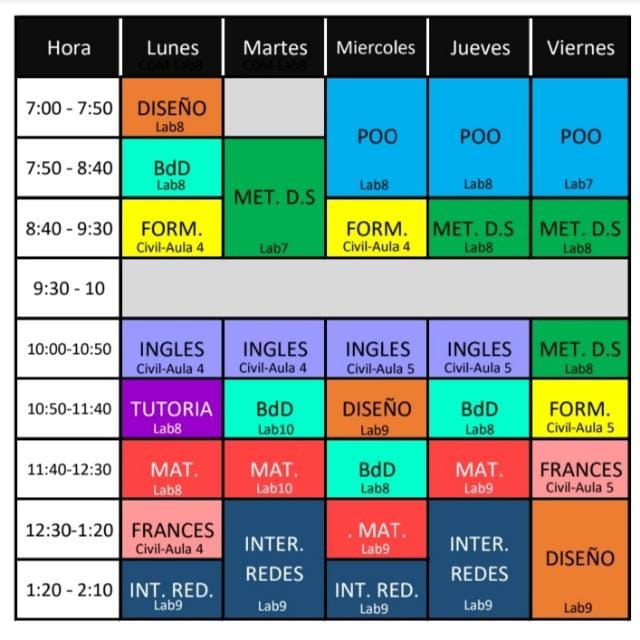 Hora Lunes Martes Miercoles Jueves Viernes
CDM-Lab8 CDM-Lab8
7:00 - 7:50 DISEÑO
Lab8
POO POO POO
7:50 - 8:40 BdD
Lab8 Lab8 Lab8 Lab7
MET. D.S
8:40 - 9:30 FORM. FORM. MET. D.S MET. D.S
Civil-Aula 4 Lab7 Civil-Aula 4 Lab8 Lab8
9:30 - 10
10:00-10:50 INGLES INGLES INGLES INGLES MET. D.S
Civil-Aula 4 Civil-Aula 4 Civil-Aula 5 Civil-Aula 5 Lab8
10:50-11:40 TUTORIA BdD DISEÑO BdD FORM.
Lab8 Lab10 Lab9 Lab8 Civil-Aula 5
11:40-12:30 MAT. MAT. BdD MAT. FRANCES
Lab8 Lab10 Lab8 Lab9 Civil-Aula 5
12:30-1:20 FRANCES . MAT.
Civil-Aula 4 INTER. Lab9 INTER.
DISEÑO
REDES REDES
1:20 - 2:10 INT. RED. INT. RED.
Lab9 Lab9 Lab9 Lab9 Lab9